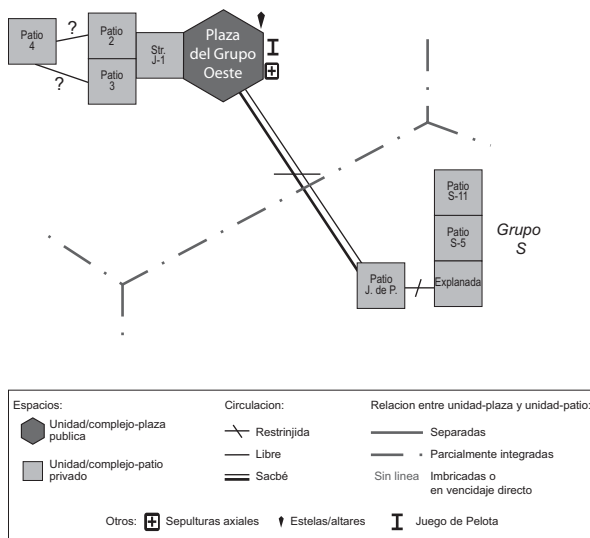 Patio
4
?
?
Patio
2
Patio
3
Str.
J-1
Plaza
del Grupo
Oeste
Patio
S-11
Patio
S-5
Explanada
Grupo
S
Patio
J. de P.
Espacios:
Unidad/complejo-plaza
publica
Unidad/complejo-patio
privado
Circulacion:
Restrinjida
Libre
Sacbé
Relacion entre unidad-plaza y unidad-patio:
Separadas
Parcialmente integradas
Sin linea
Imbricadas o
en vencidaje directo
Otros:
Sepulturas axiales
Estelas/altares
Juego de Pelota